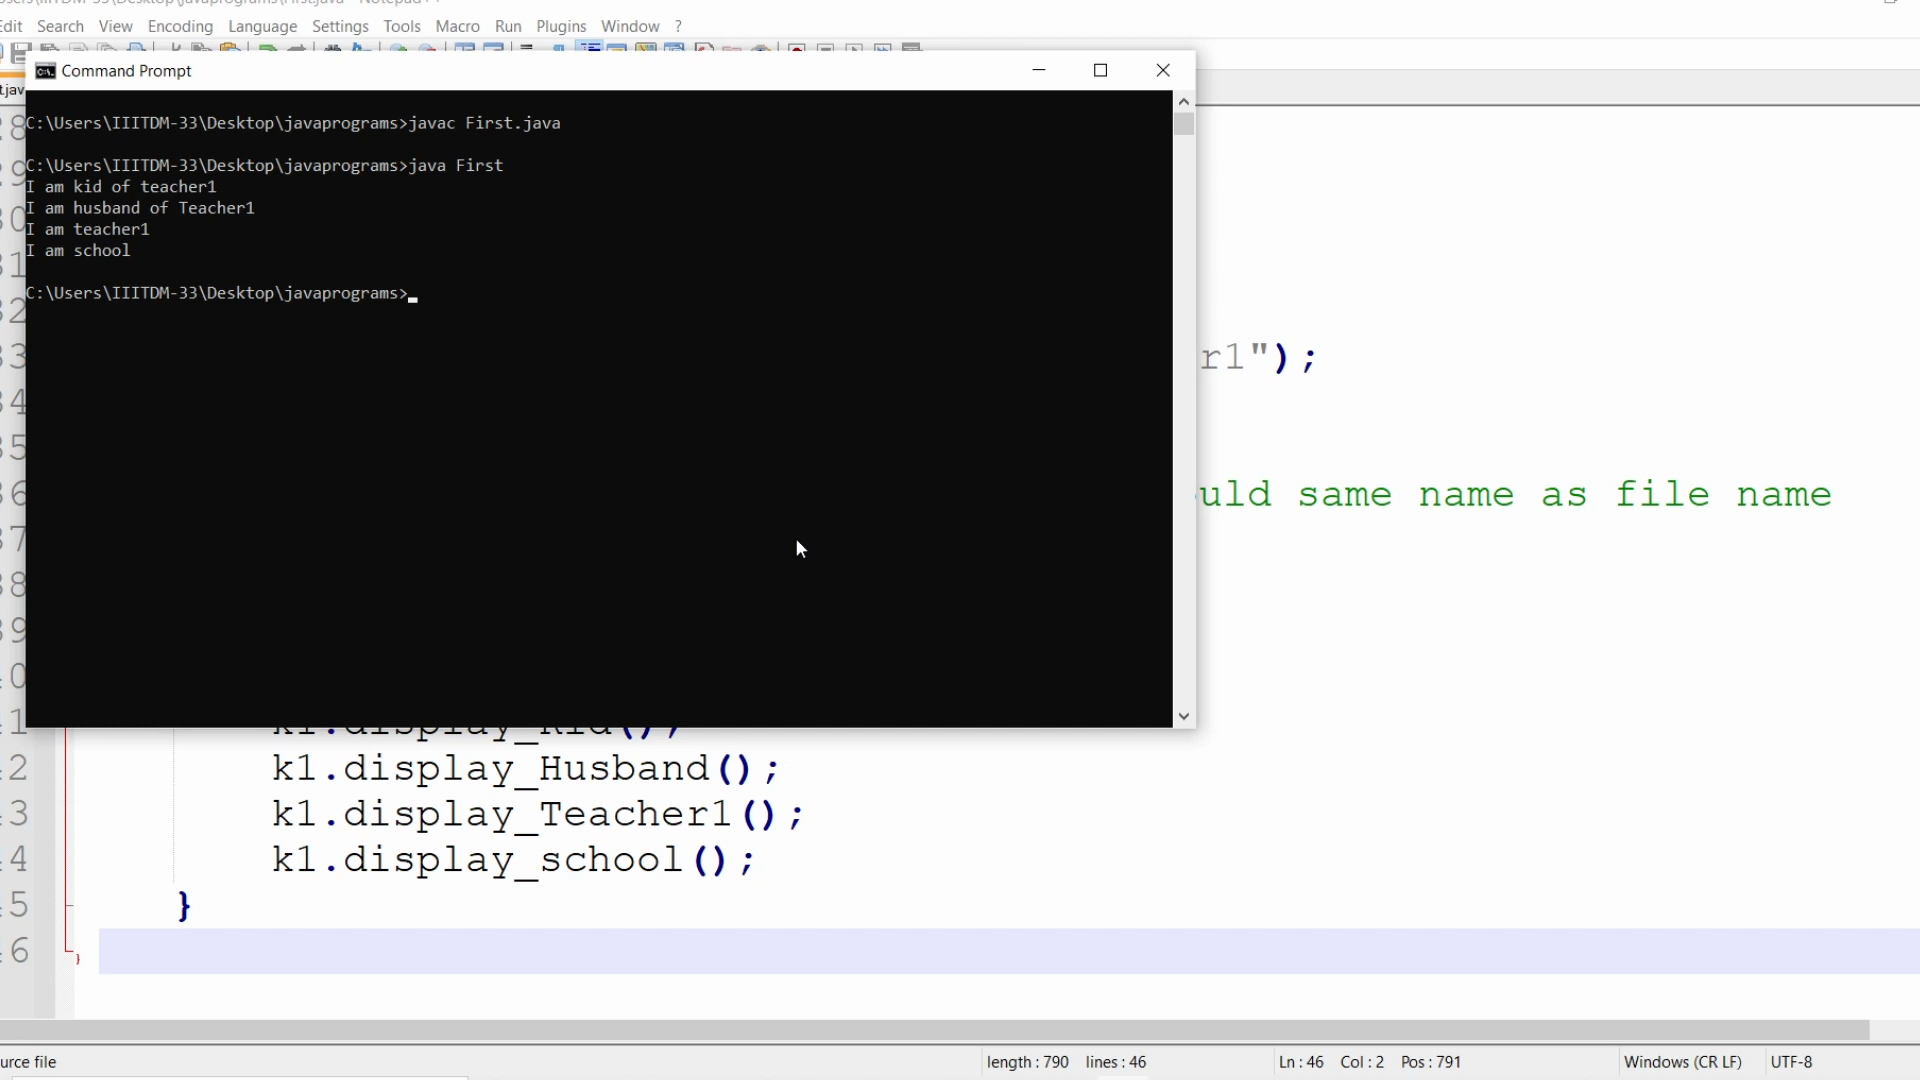 Edit Search View Encoding Language Settings Tools Macro Run Plugins Window ?
Command Prompt
C:\Users\IIITDM-33\Desktop\javaprograms>javac First.java
C:\Users\IIITDM-33\Desktop\javaprograms>java First
I am kid of teacher1
I am husband of Teacher1
I am teacher1
I am school
C:\Users\IIITDM-33\Desktop\javaprograms>
r1");
uld same name as file name
k1.display_Kid();
k1.display_Husband();
k1.display_Teacher1();
k1.display_school();
}
}
urce file
length : 790 lines : 46
Ln : 46 Col : 2 Pos : 791
Windows (CR LF)
UTF-8